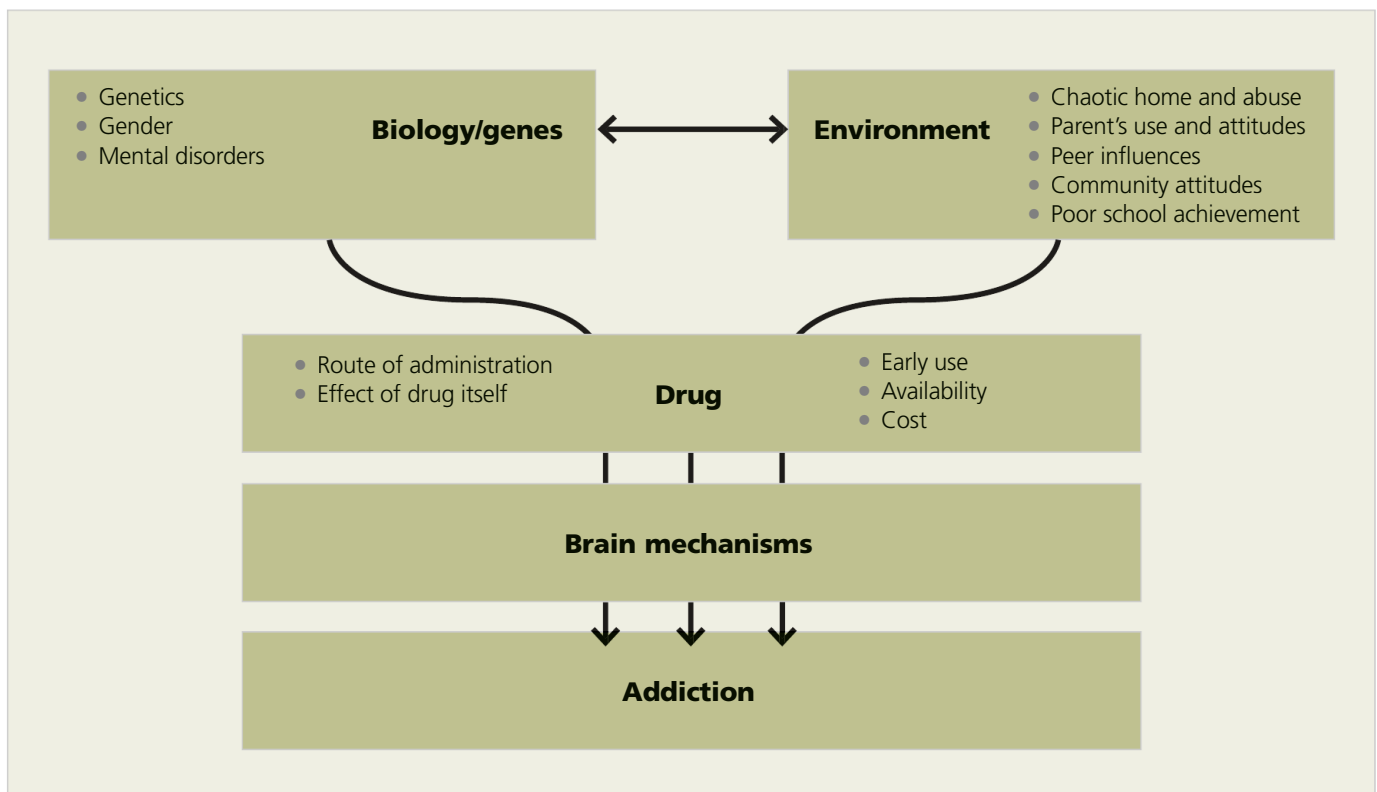 • Genetics
• Gender
• Mental disorders
Biology/genes
Environment
• Chaotic home and abuse
• Parent's use and attitudes
• Peer influences
• Community attitudes
• Poor school achievement
• Route of administration
• Effect of drug itself
Drug
• Early use
• Availability
• Cost
Brain mechanisms
Addiction